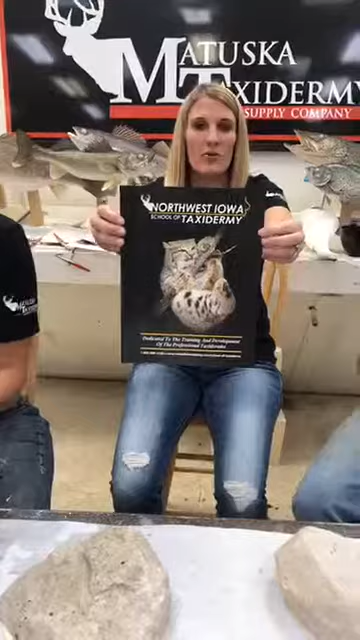 MATUSKA
TAXIDERMY
SUPPLY COMPANY
NORTHWEST IOWA
SCHOOL OF TAXIDERMY
Dedicated To The Training And Development
Of The Professional Taxidermist